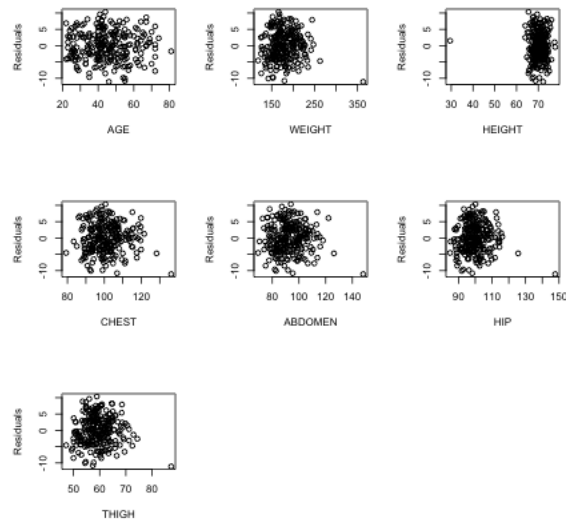 Residuals
-10 0 5
20 40 60 80
AGE
Residuals
-10 0 5
150 250 350
WEIGHT
Residuals
-10 0 5
30 40 50 60 70
HEIGHT
Residuals
-10 0 5
80 100 120
CHEST
Residuals
-10 0 5
80 100 120 140
ABDOMEN
Residuals
-10 0 5
90 110 130 150
HIP
Residuals
-10 0 5
50 60 70 80
THIGH